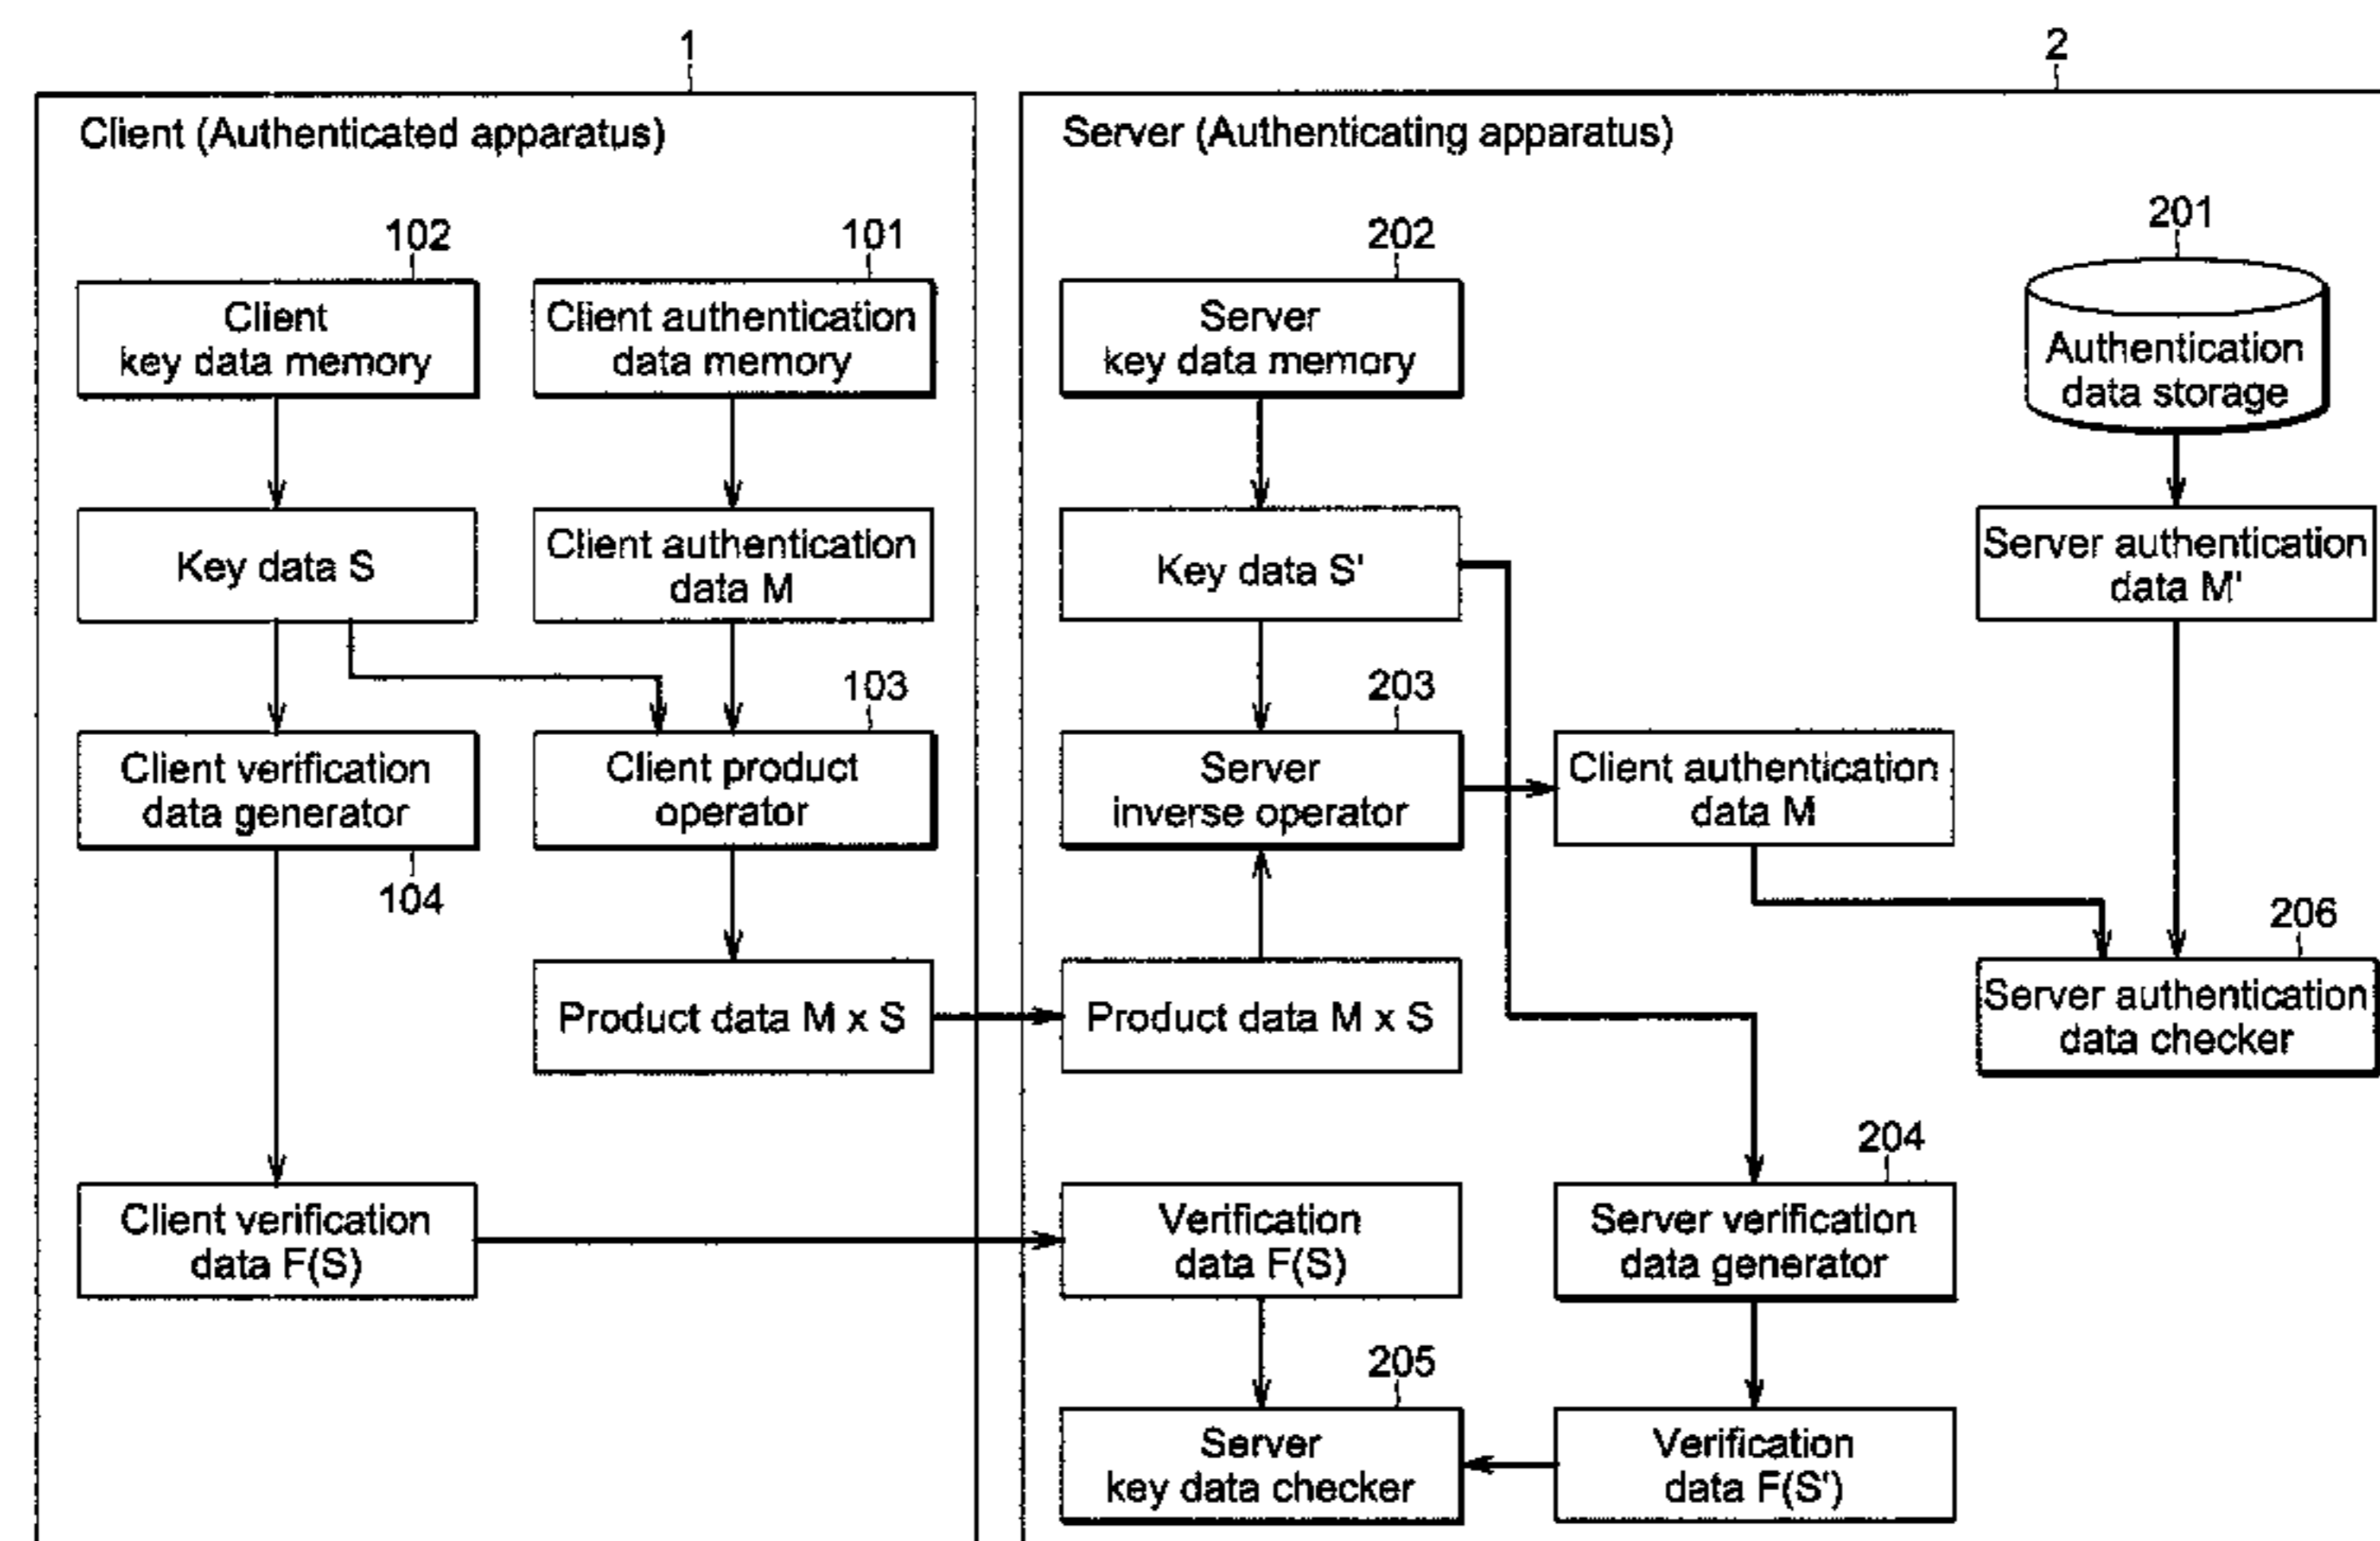 1
2
Client (Authenticated apparatus)
Server (Authenticating apparatus)
102
101
202
201
Client
key data memory
Client authentication
data memory
Server
key data memory
Authentication
data storage
Key data S
Client authentication
data M
Key data S'
Server authentication
data M'
103
203
Client verification
data generator
Client product
operator
Server
inverse operator
Client authentication
data M
104
206
Product data M x S
Product data M x S
Server authentication
data checker
204
Client verification
data F(S)
Verification
data F(S)
Server verification
data generator
205
Server
key data checker
Verification
data F(S')